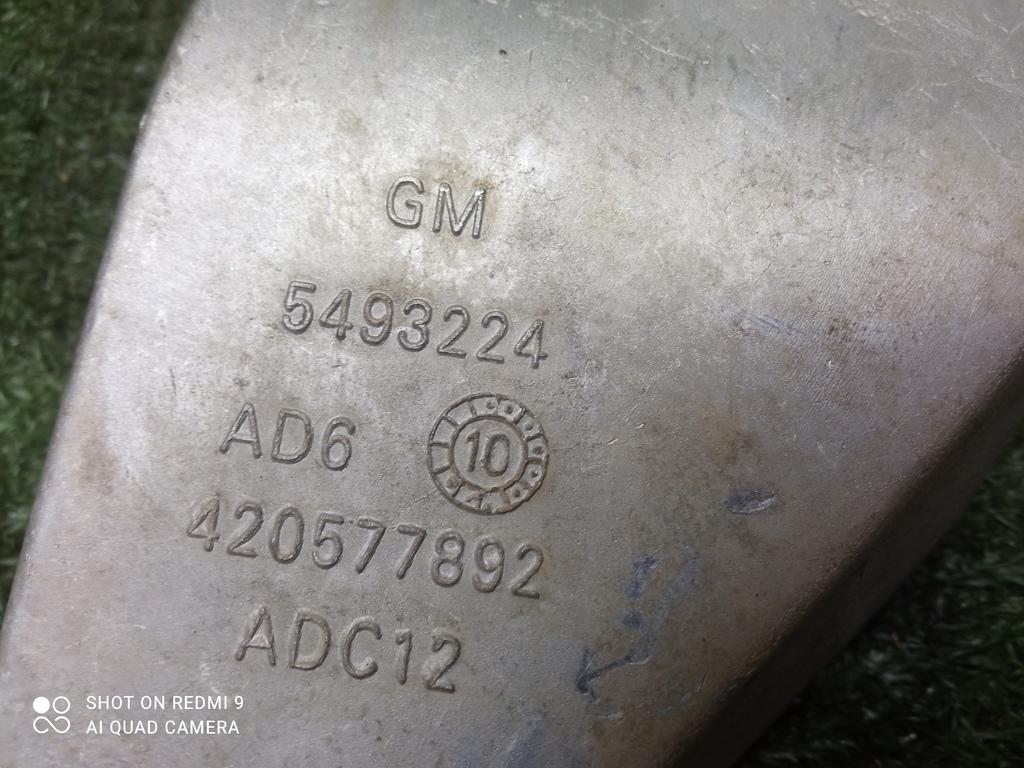 GM
5493224
AD6 10
420577892
ADC12
SHOT ON REDMI 9
AI QUAD CAMERA